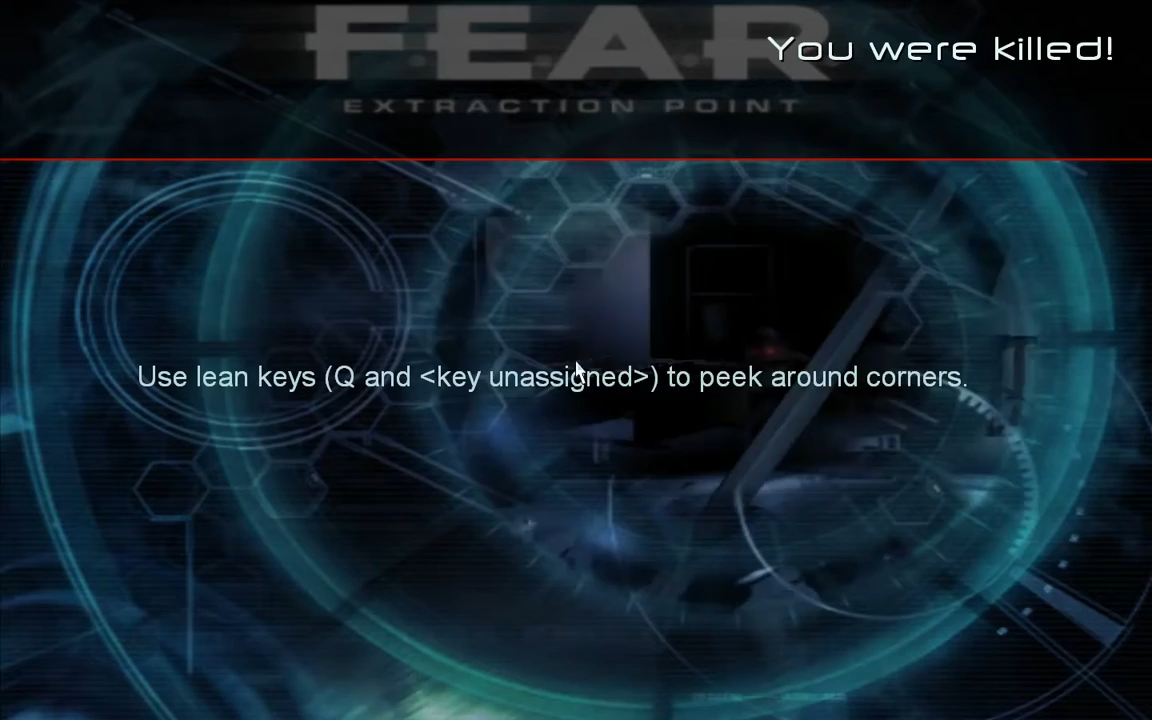 F.E.A.R
You were killed!
EXTRACTION POINT
Use lean keys (Q and <key unassigned>) to peek around corners.